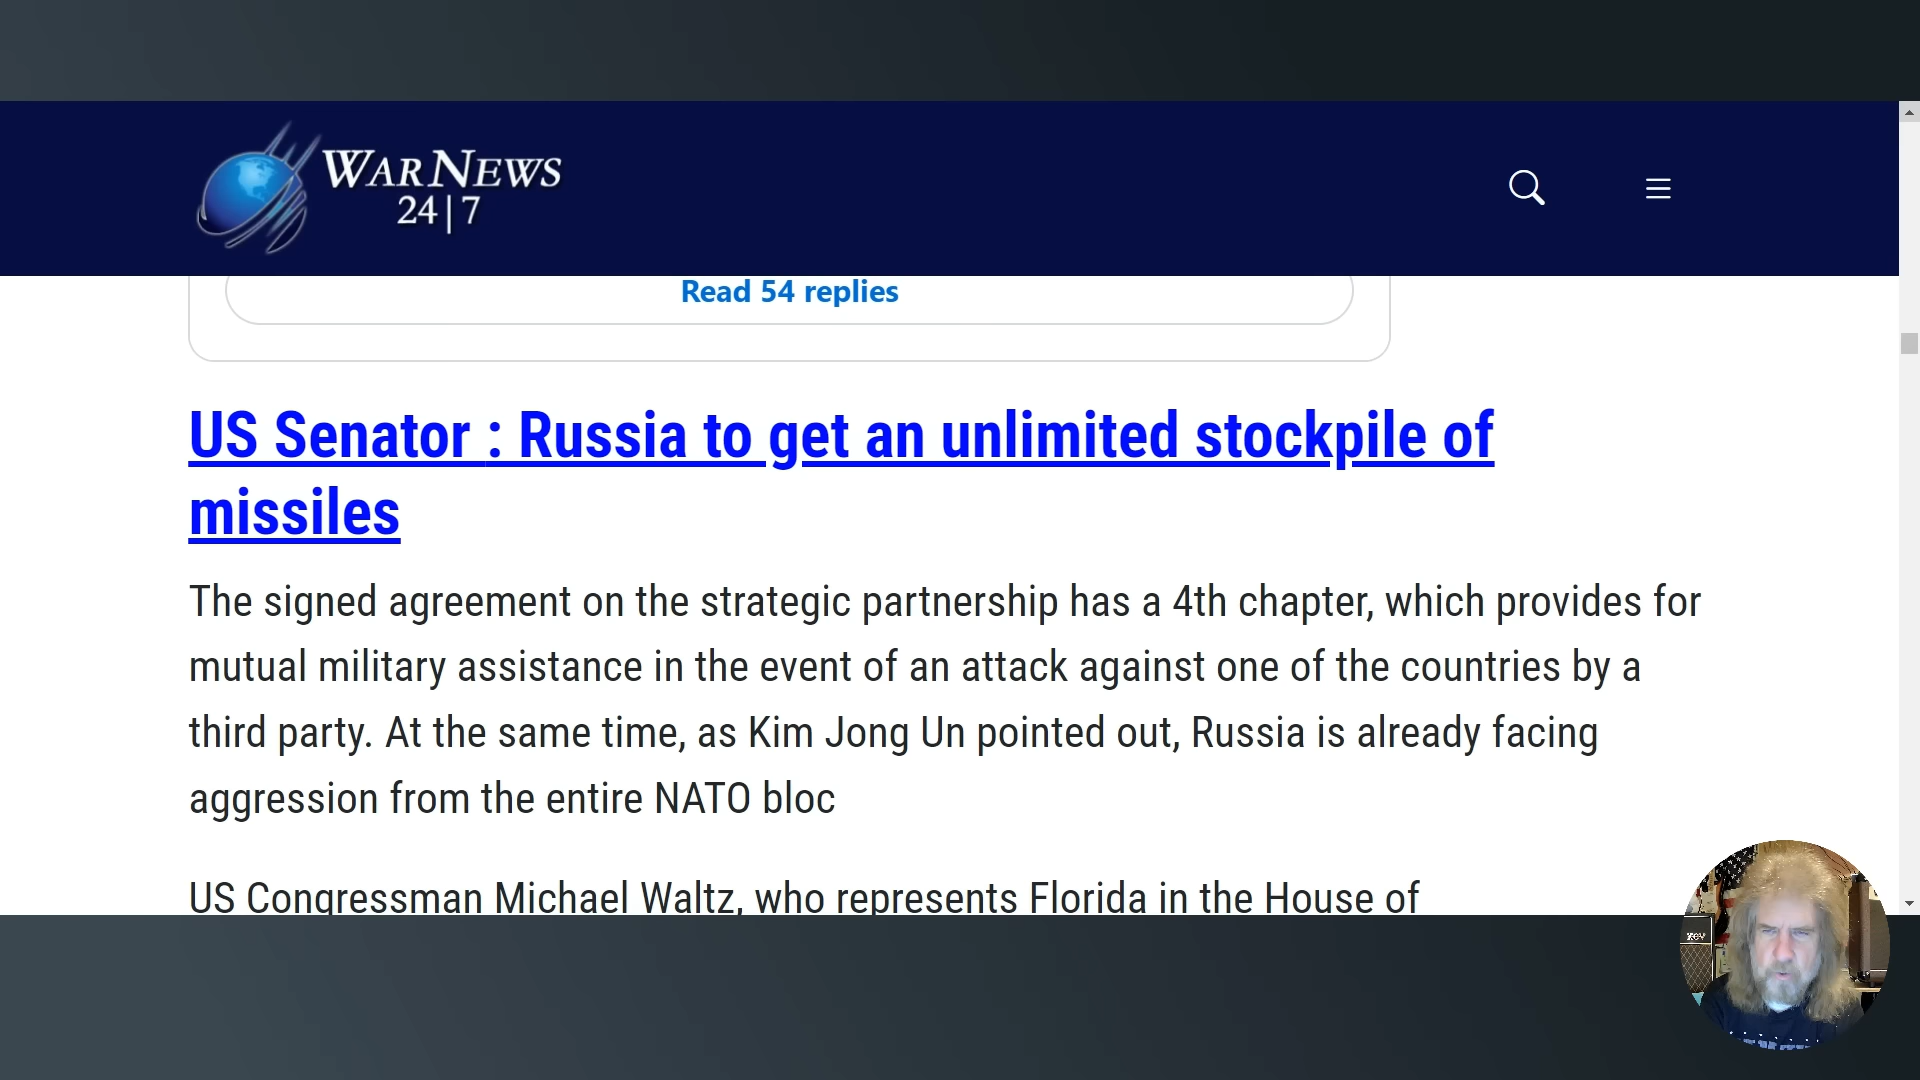 WAR NEWS
24|7
Read 54 replies
US Senator : Russia to get an unlimited stockpile of
missiles
The signed agreement on the strategic partnership has a 4th chapter, which provides for
mutual military assistance in the event of an attack against one of the countries by a
third party. At the same time, as Kim Jong Un pointed out, Russia is already facing
aggression from the entire NATO bloc
US Congressman Michael Waltz, who represents Florida in the House of